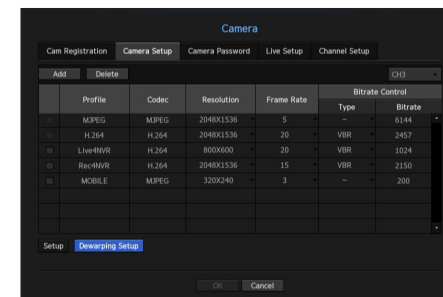 Camera
Cam Registration Camera Setup Camera Password Live Setup Channel Setup
Add Delete CH3
Profile Codec Resolution Frame Rate Bitrate Control
Type Bitrate
MJPEG MJPEG 2048X1536 5 - 6144
H.264 H.264 2048X1536 20 VBR 2457
Live4NVR H.264 800X600 20 VBR 1024
Rec4NVR H.264 2048X1536 15 VBR 2150
MOBILE MJPEG 320X240 3 - 200
Setup Dewarping Setup
OK Cancel